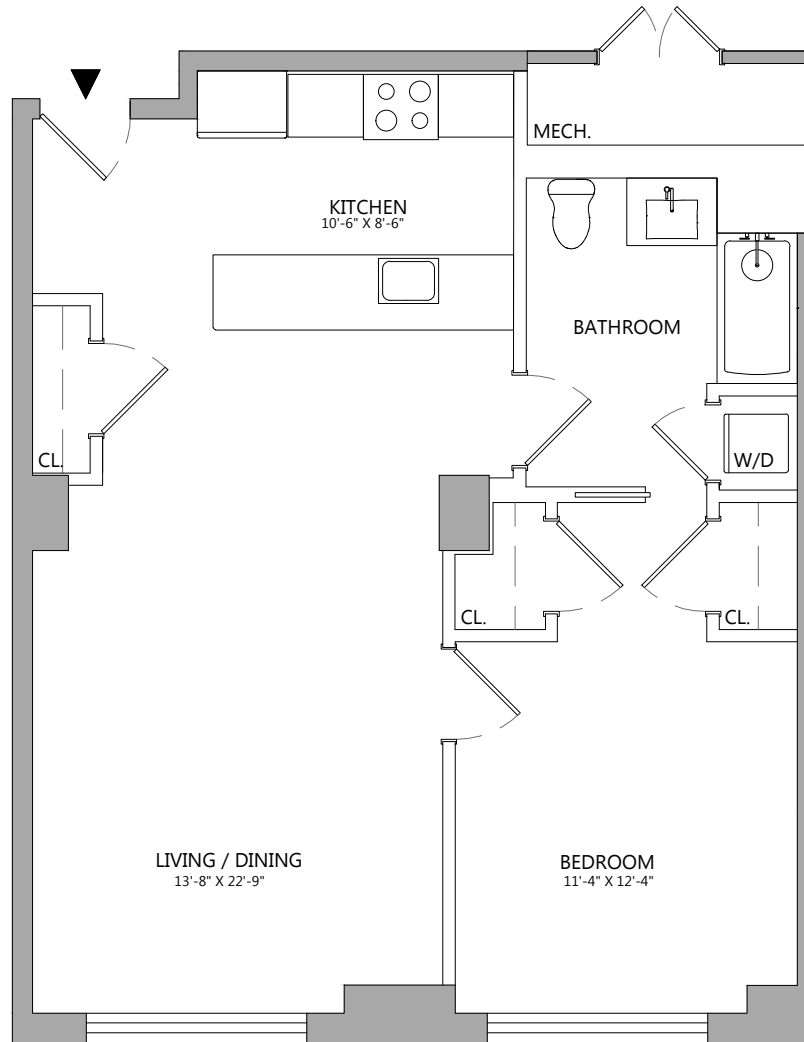 MECH.
KITCHEN
10'-6" X 8'-6"
BATHROOM
CL.
W/D
CL.
CL.
LIVING / DINING
13'-8" X 22'-9"
BEDROOM
11'-4" X 12'-4"